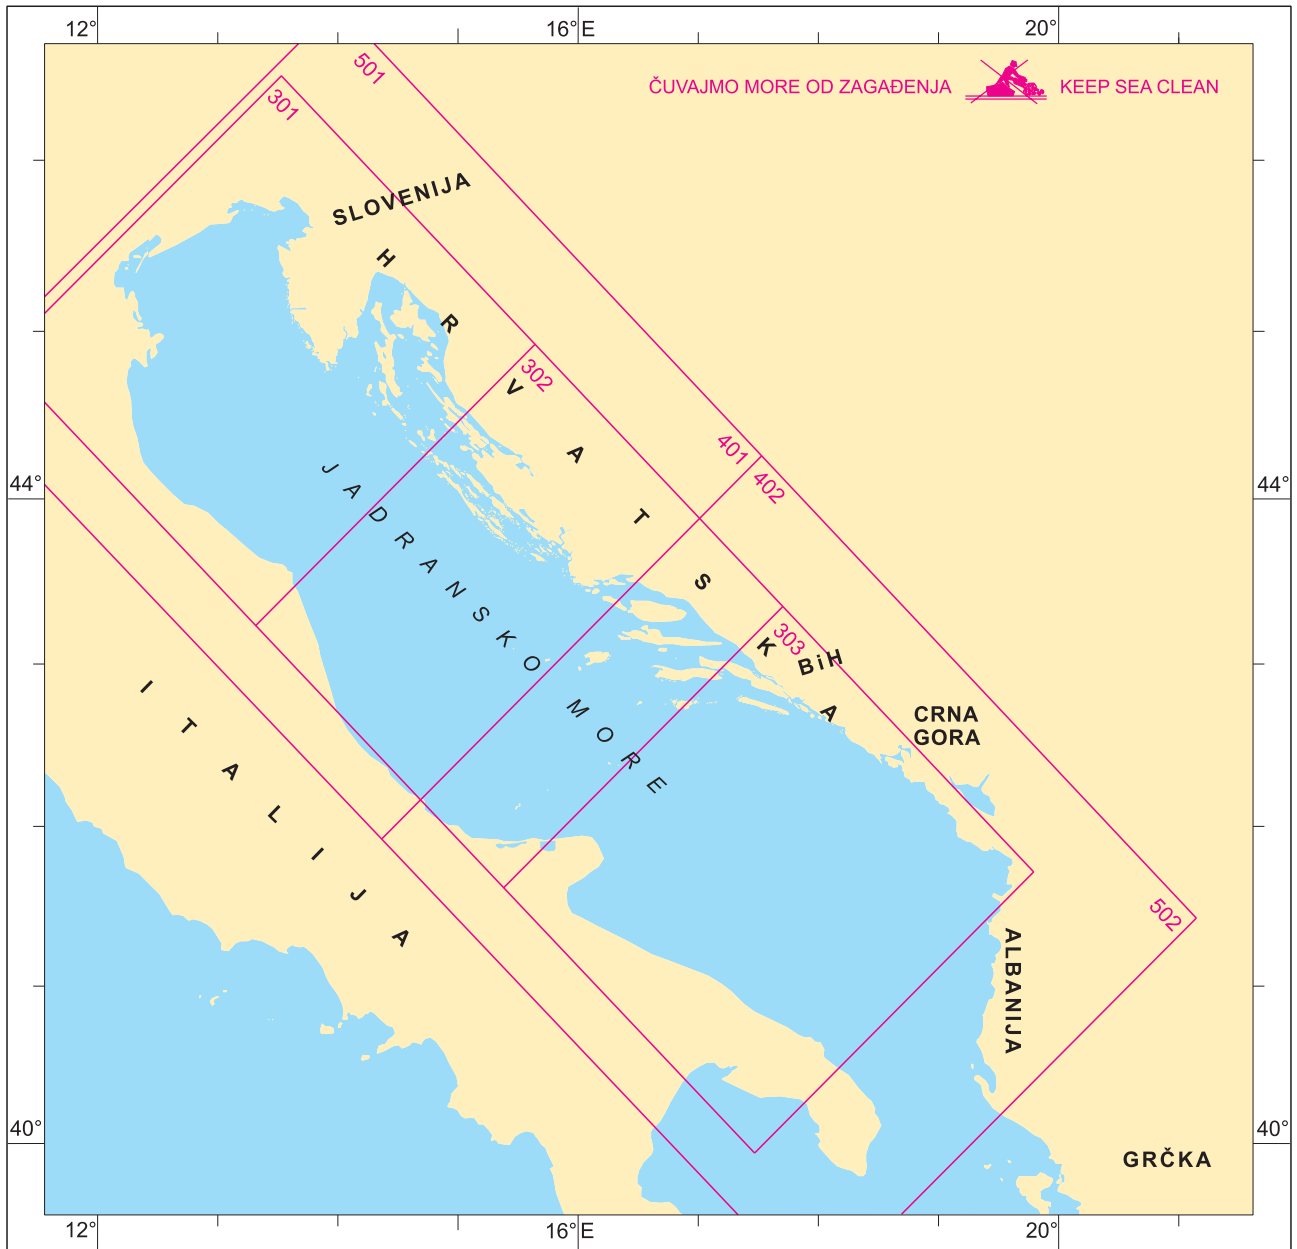 12° 16°E 20°
501
301
ČUVAJMO MORE OD ZAGAĐENJA KEEP SEA CLEAN
SLOVENIJA
HRVATSKA
302
401
402
44° 44°
JADRANSKO MORE
303
BiH
CRNA
GORA
ITALIJA
502
ALBANIJA
40° 40°
GRČKA
12° 16°E 20°